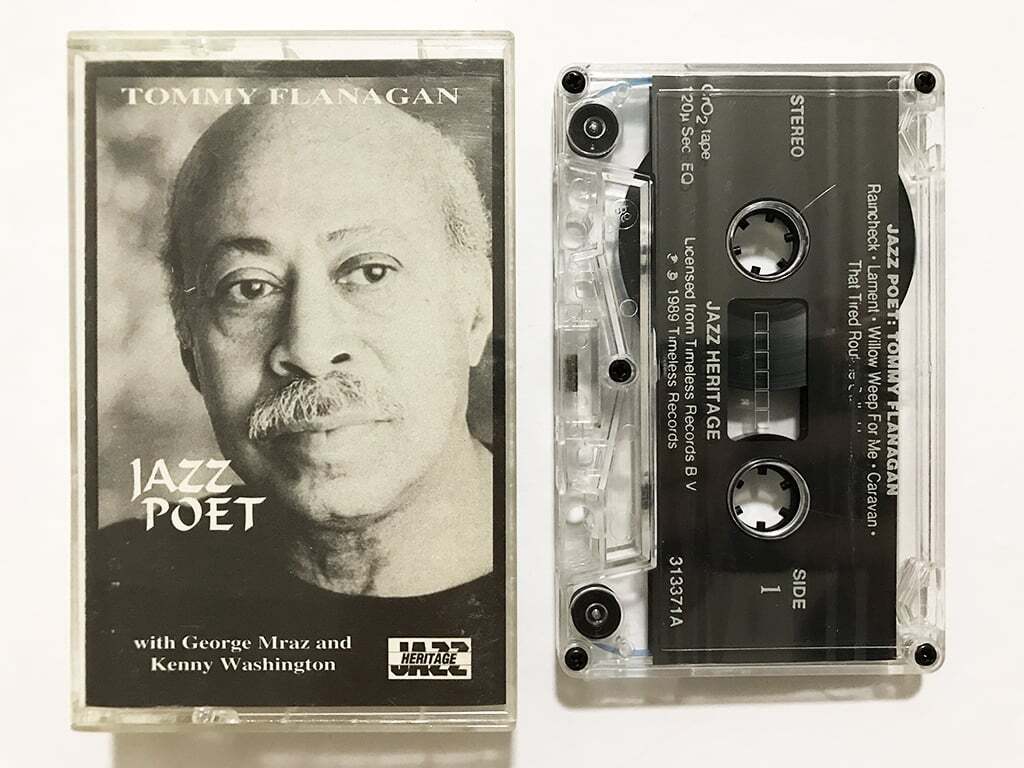 TOMMY FLANAGAN
JAZZ
POET
with George Mraz and
Kenny Washington
JAZZ
HERITAGE
JAZZ POET: TOMMY FLANAGAN
Raincheck • Lament • Willow Weep For Me • Caravan •
That Tired
STEREO
SIDE
1
JAZZ HERITAGE
Licensed from Timeless Records B V
℗ © 1989 Timeless Records
313371A
CrO2 tape
120µ Sec EQ